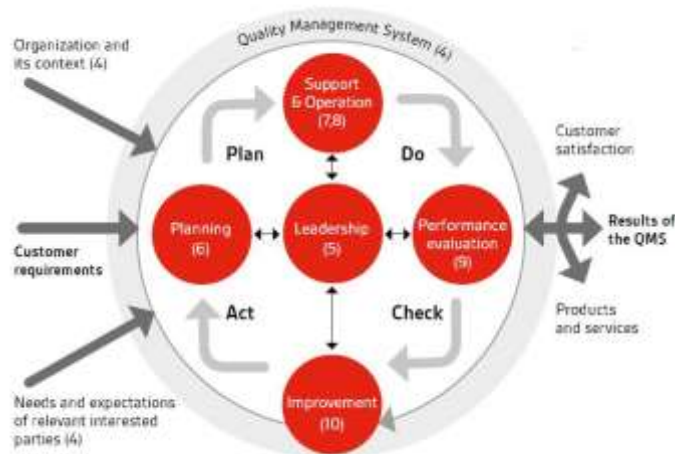 Quality Management System (4)
Organization and
its context (4)
Support
& Operation
(7,8)
Plan
Do
Customer
satisfaction
Customer
requirements
Planning
(6)
Leadership
(5)
Performance
evaluation
(9)
Results of
the QMS
Act
Check
Products
and services
Needs and expectations
of relevant interested
parties (4)
Improvement
(10)